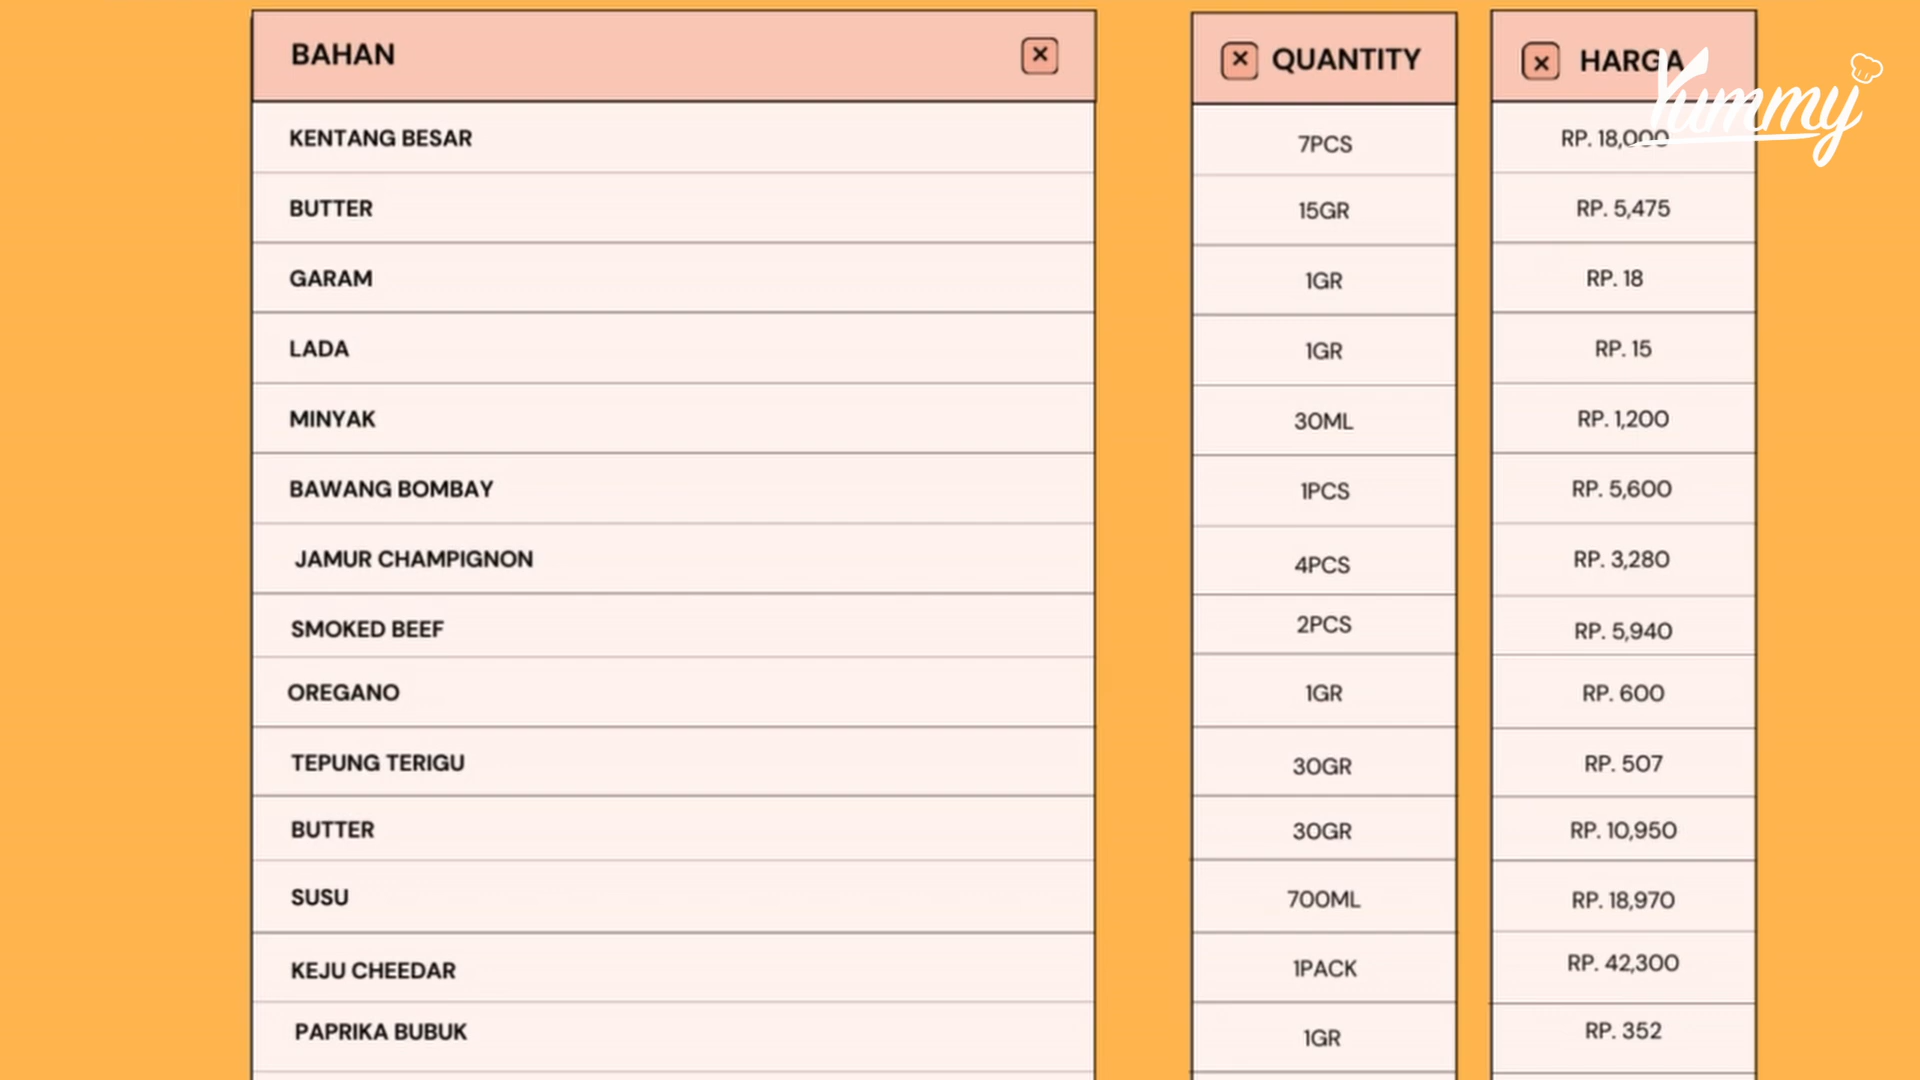 BAHAN QUANTITY HARGA
Yummy
KENTANG BESAR 7PCS RP. 18,000
BUTTER 15GR RP. 5,475
GARAM 1GR RP. 18
LADA 1GR RP. 15
MINYAK 30ML RP. 1,200
BAWANG BOMBAY 1PCS RP. 5,600
JAMUR CHAMPIGNON 4PCS RP. 3,280
SMOKED BEEF 2PCS RP. 5,940
OREGANO 1GR RP. 600
TEPUNG TERIGU 30GR RP. 507
BUTTER 30GR RP. 10,950
SUSU 700ML RP. 18,970
KEJU CHEEDAR 1PACK RP. 42,300
PAPRIKA BUBUK 1GR RP. 352